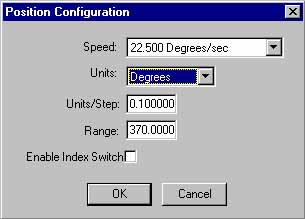 Position Configuration
Speed: 22.500 Degrees/sec
Units: Degrees
Units/Step: 0.100000
Range: 370.0000
Enable Index Switch
OK Cancel